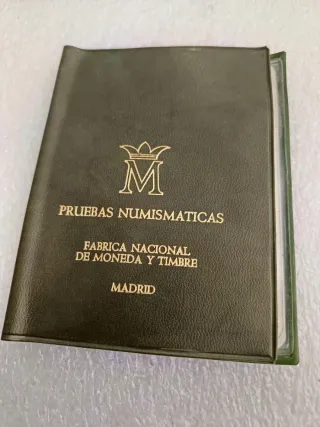 M
PRUEBAS NUMISMATICAS
FABRICA NACIONAL
DE MONEDA Y TIMBRE
MADRID